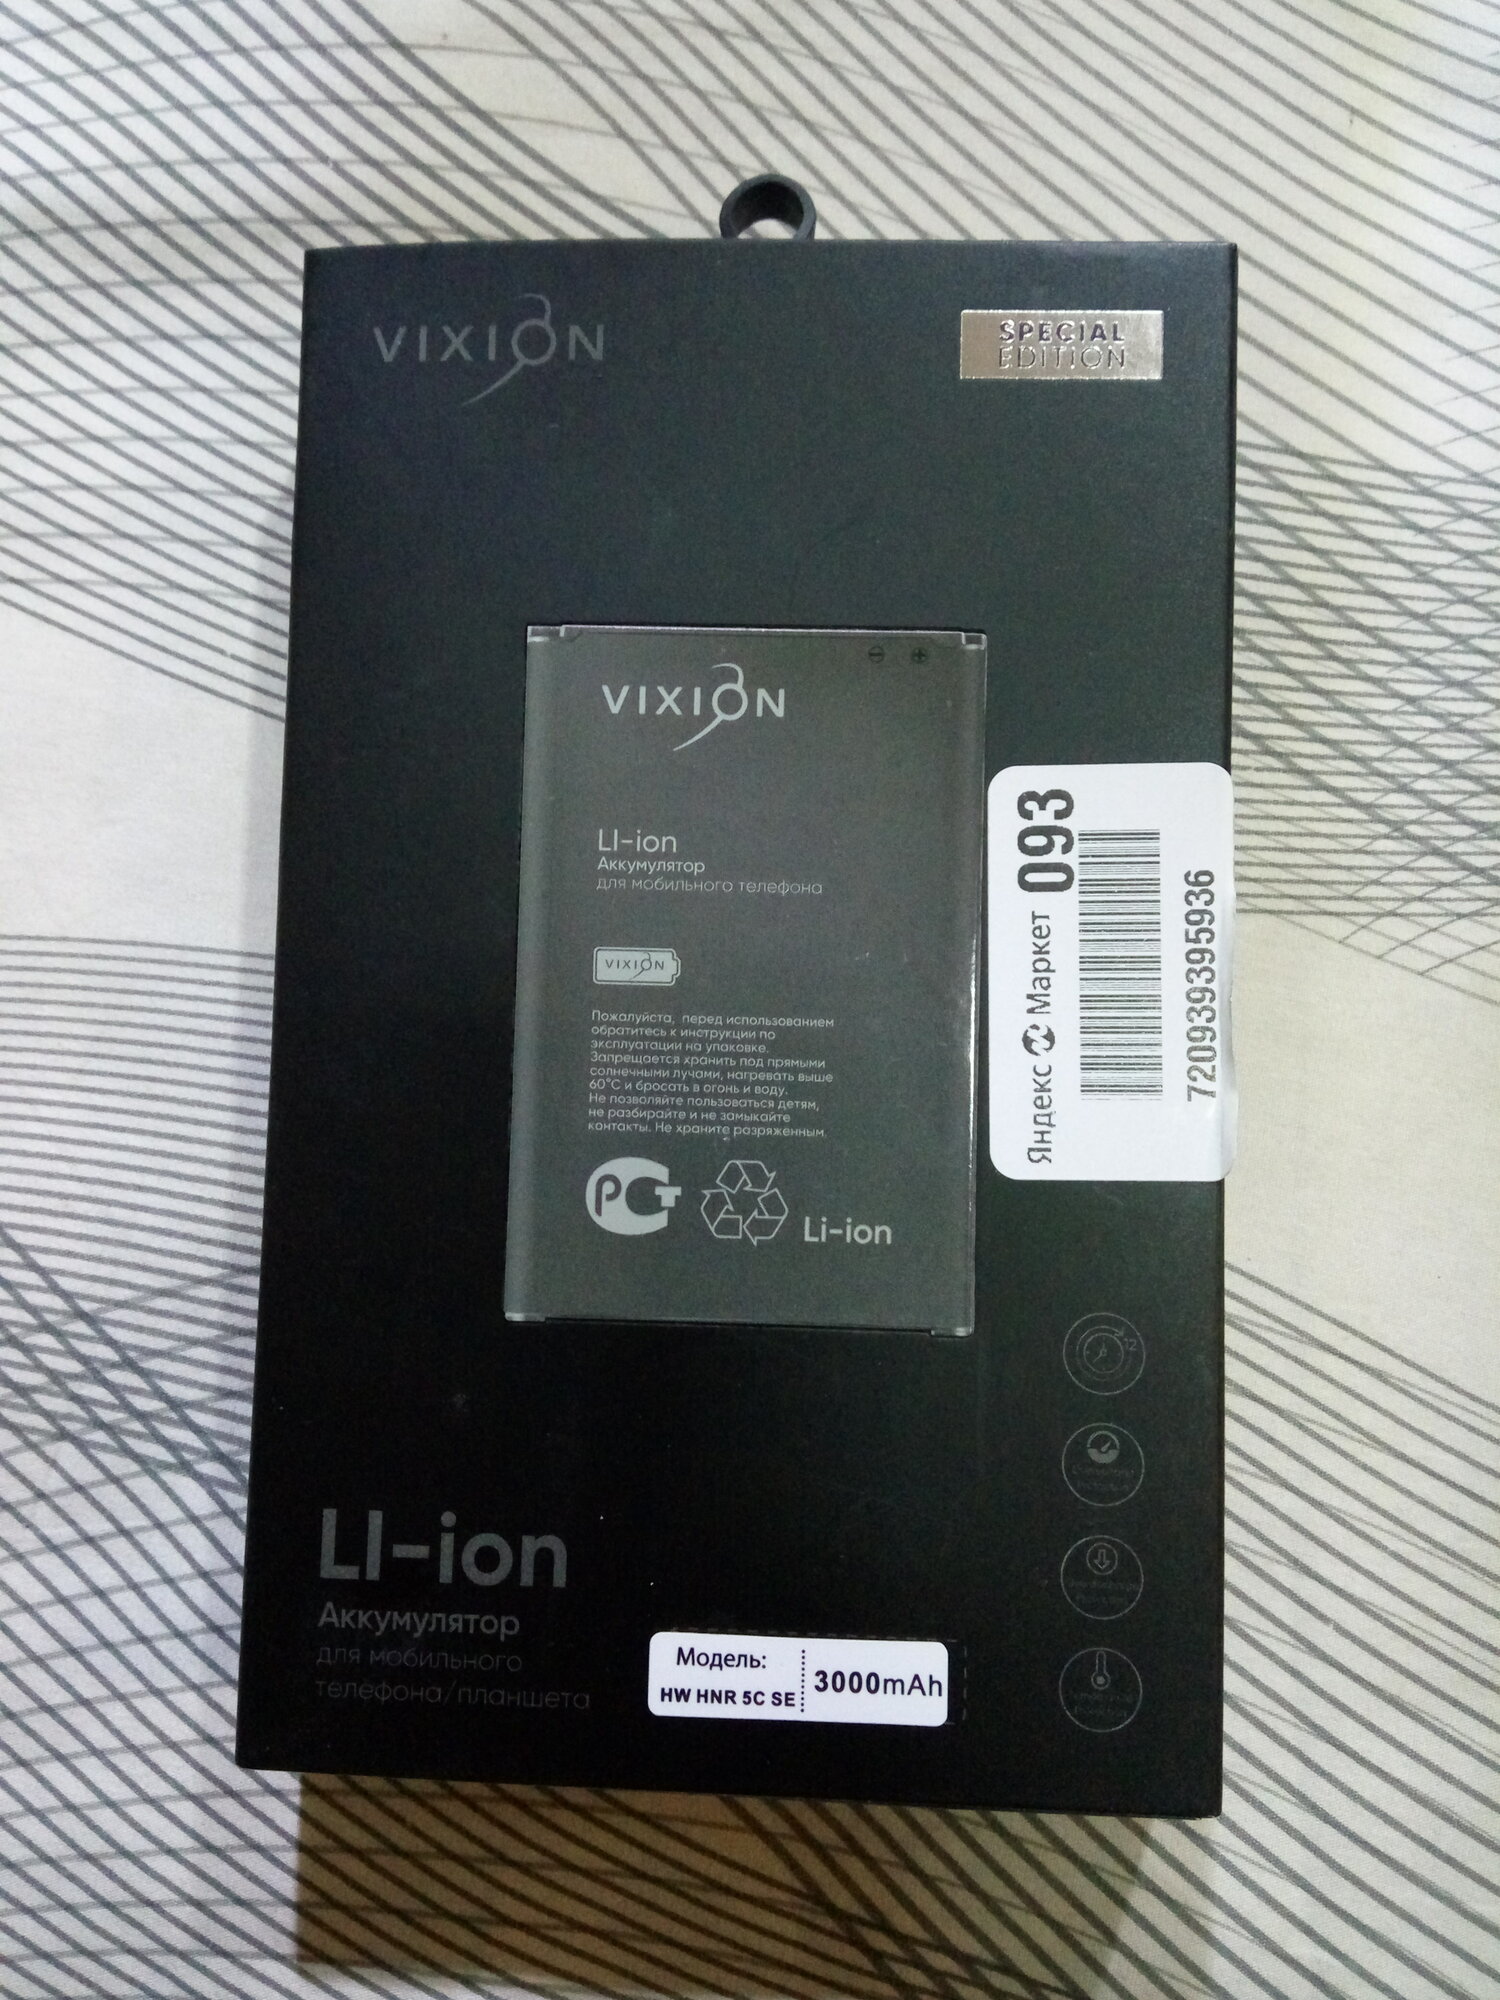 VIXION
SPECIAL
EDITION
VIXION
LI-ion
Аккумулятор
для мобильного телефона
VIXION
Пожалуйста, перед использованием
обратитесь к инструкции по
эксплуатации на упаковке.
Запрещается хранить под прямыми
солнечными лучами, нагревать выше
60°С и бросать в огонь и воду.
Не позволяйте пользоваться детям,
не разбирайте и не замыкайте
контакты. Не храните разряженным.
РСТ
Li-ion
Яндекс Маркет 093
7209393395936
12
LI-ion
Аккумулятор
для мобильного
телефона/планшета
Модель:
HW HNR 5C SE
3000mAh